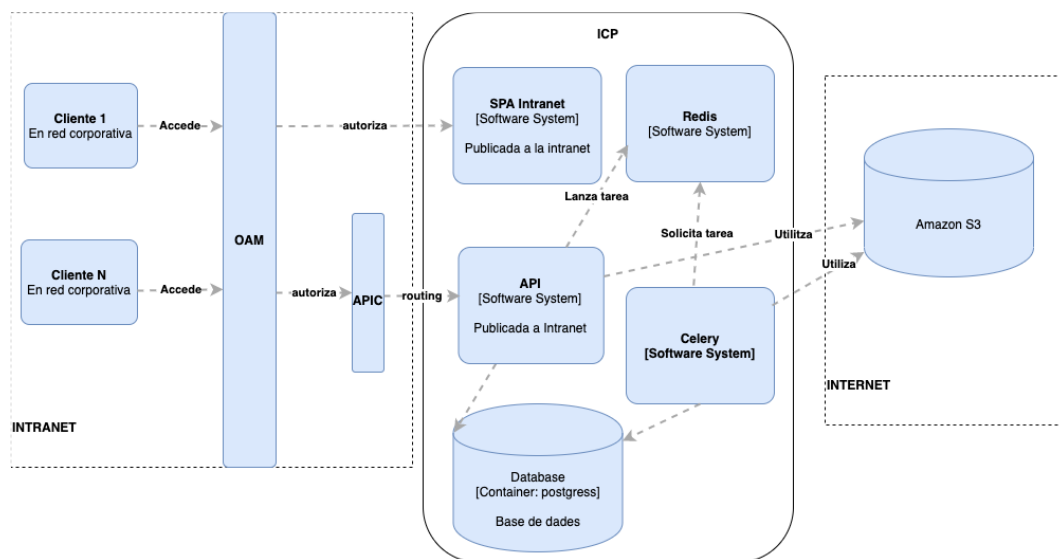 ICP
Cliente 1
En red corporativa
Accede
autoriza
SPA Intranet
[Software System]
Publicada a la intranet
Redis
[Software System]
Lanza tarea
Amazon S3
OAM
Solicita tarea
Utilitza
Cliente N
En red corporativa
Accede
autoriza
APIC
routing
API
[Software System]
Publicada a Intranet
Utiliza
Celery
[Software System]
INTERNET
INTRANET
Database
[Container: postgress]
Base de dades